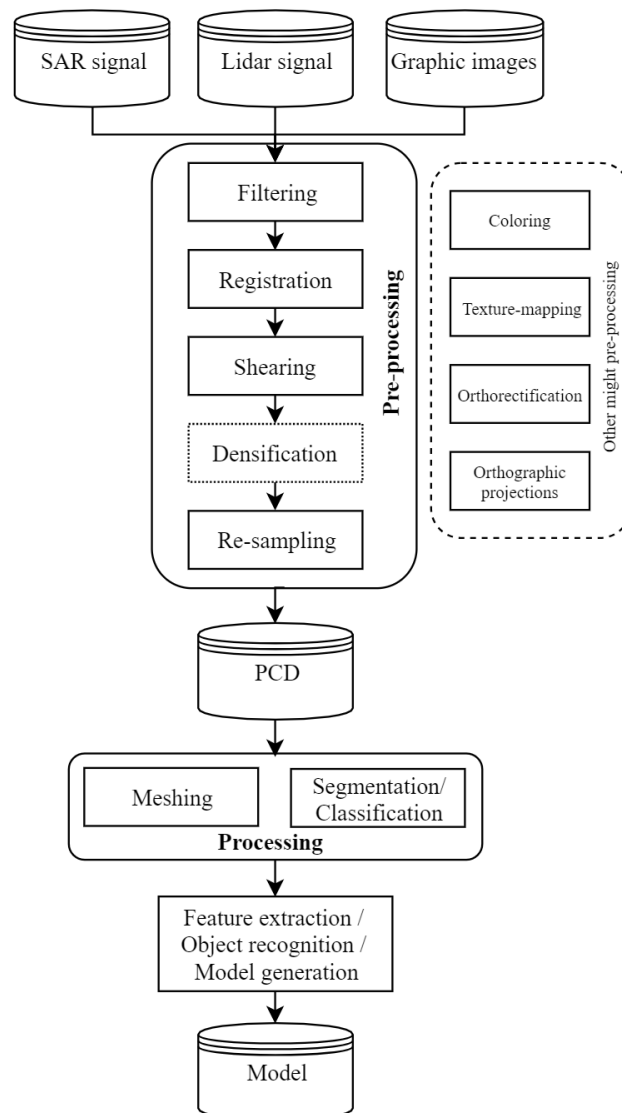 SAR signal
Lidar signal
Graphic images
Filtering
Registration
Shearing
Densification
Re-sampling
Pre-processing
Coloring
Texture-mapping
Orthorectification
Orthographic
projections
Other might pre-processing
PCD
Meshing
Segmentation/
Classification
Processing
Feature extraction /
Object recognition /
Model generation
Model